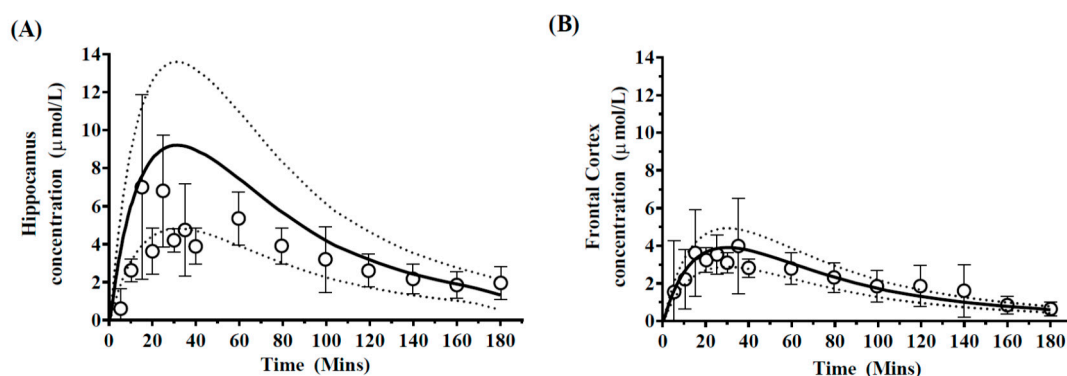 (A)
Hippocamus
concentration (μmol/L)
14
12
10
8
6
4
2
0
0 20 40 60 80 100 120 140 160 180
Time (Mins)
(B)
Frontal Cortex
concentration (μmol/L)
14
12
10
8
6
4
2
0
0 20 40 60 80 100 120 140 160 180
Time (Mins)